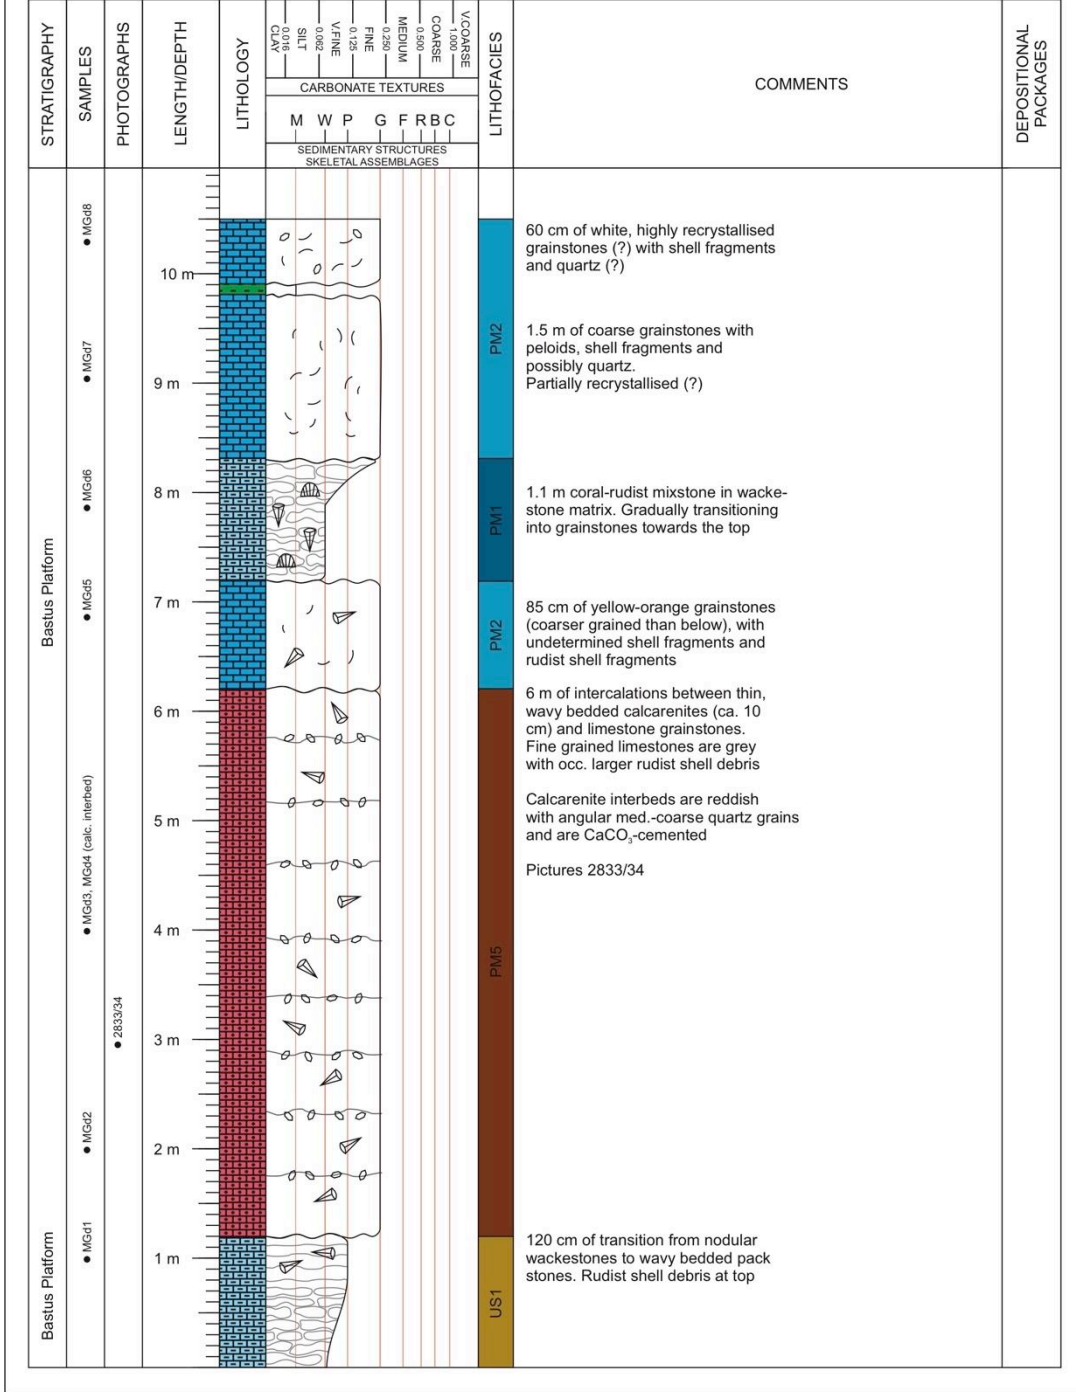 STRATIGRAPHY
SAMPLES
PHOTOGRAPHS
LENGTH/DEPTH
LITHOLOGY
CLAY
0.016
SILT
0.062
V.FINE
0.125
FINE
0.250
MEDIUM
0.500
COARSE
1.000
V.COARSE
CARBONATE TEXTURES
M W P G F R B C
SEDIMENTARY STRUCTURES
SKELETAL ASSEMBLAGES
LITHOFACIES
COMMENTS
DEPOSITIONAL
PACKAGES
Bastus Platform
Bastus Platform
MGd8
MGd7
MGd6
MGd5
MGd3, MGd4 (calc. interbed)
MGd2
MGd1
2833/34
10 m
9 m
8 m
7 m
6 m
5 m
4 m
3 m
2 m
1 m
PM2
PM1
PM2
PM5
US1
60 cm of white, highly recrystallised
grainstones (?) with shell fragments
and quartz (?)
1.5 m of coarse grainstones with
peloids, shell fragments and
possibly quartz.
Partially recrystallised (?)
1.1 m coral-rudist mixstone in wacke-
stone matrix. Gradually transitioning
into grainstones towards the top
85 cm of yellow-orange grainstones
(coarser grained than below), with
undetermined shell fragments and
rudist shell fragments
6 m of intercalations between thin,
wavy bedded calcarenites (ca. 10
cm) and limestone grainstones.
Fine grained limestones are grey
with occ. larger rudist shell debris
Calcarenite interbeds are reddish
with angular med.-coarse quartz grains
and are CaCO₃-cemented
Pictures 2833/34
120 cm of transition from nodular
wackestones to wavy bedded pack
stones. Rudist shell debris at top